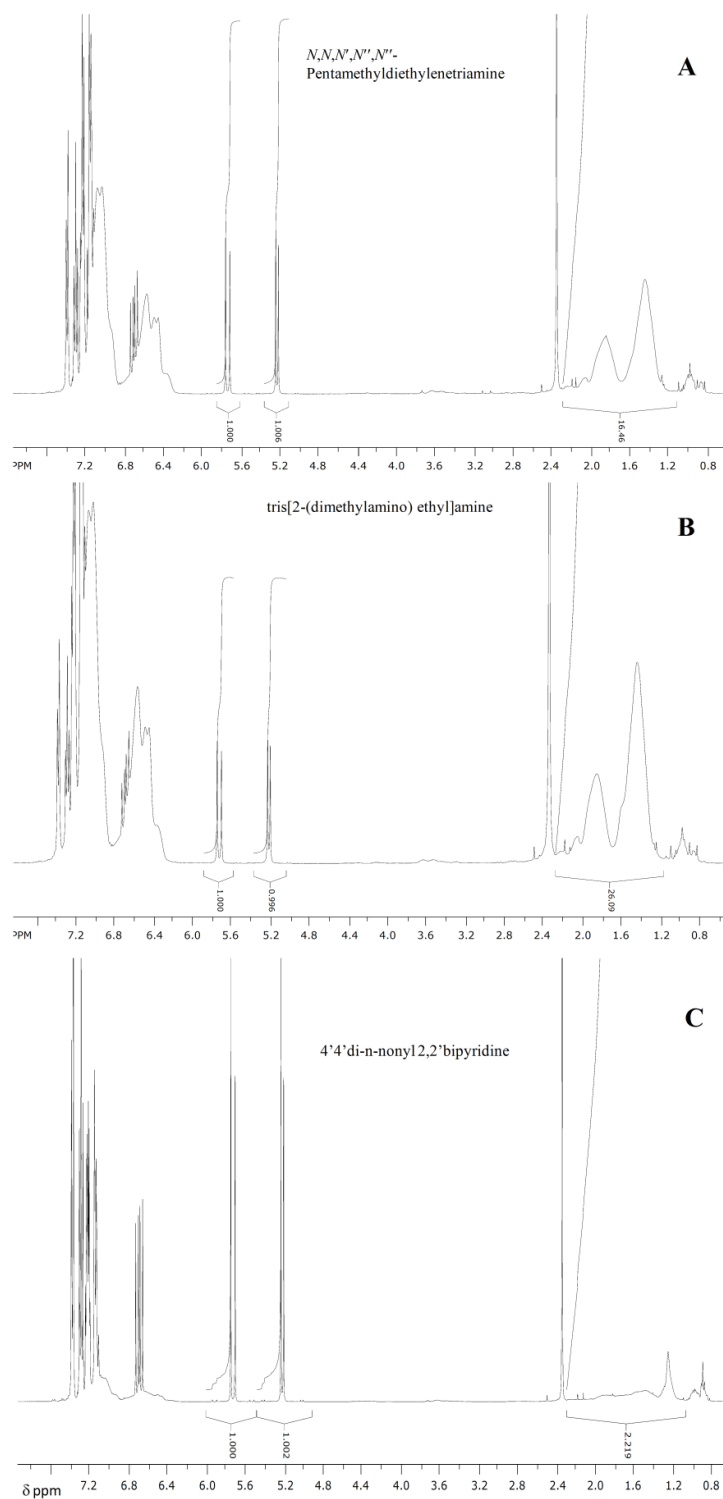 N,N,N',N'',N''-
Pentamethyldiethylenetriamine
A
1.000
1.006
16.46
PPM 7.2 6.8 6.4 6.0 5.6 5.2 4.8 4.4 4.0 3.6 3.2 2.8 2.4 2.0 1.6 1.2 0.8
tris[2-(dimethylamino) ethyl]amine
B
1.000
0.996
26.09
PPM 7.2 6.8 6.4 6.0 5.6 5.2 4.8 4.4 4.0 3.6 3.2 2.8 2.4 2.0 1.6 1.2 0.8
C
4'4'di-n-nonyl2,2'bipyridine
1.000
1.002
2.219
δ ppm 7.2 6.8 6.4 6.0 5.6 5.2 4.8 4.4 4.0 3.6 3.2 2.8 2.4 2.0 1.6 1.2 0.8